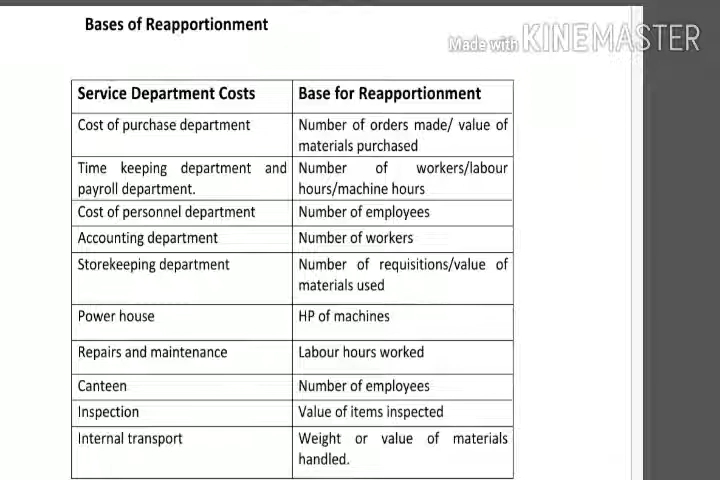 Bases of Reapportionment
Made with KINEMASTER
Service Department Costs
Base for Reapportionment
Cost of purchase department
Number of orders made/ value of
materials purchased
Time keeping department and
payroll department.
Number of workers/labour
hours/machine hours
Cost of personnel department
Number of employees
Accounting department
Number of workers
Storekeeping department
Number of requisitions/value of
materials used
Power house
HP of machines
Repairs and maintenance
Labour hours worked
Canteen
Number of employees
Inspection
Value of items inspected
Internal transport
Weight or value of materials
handled.